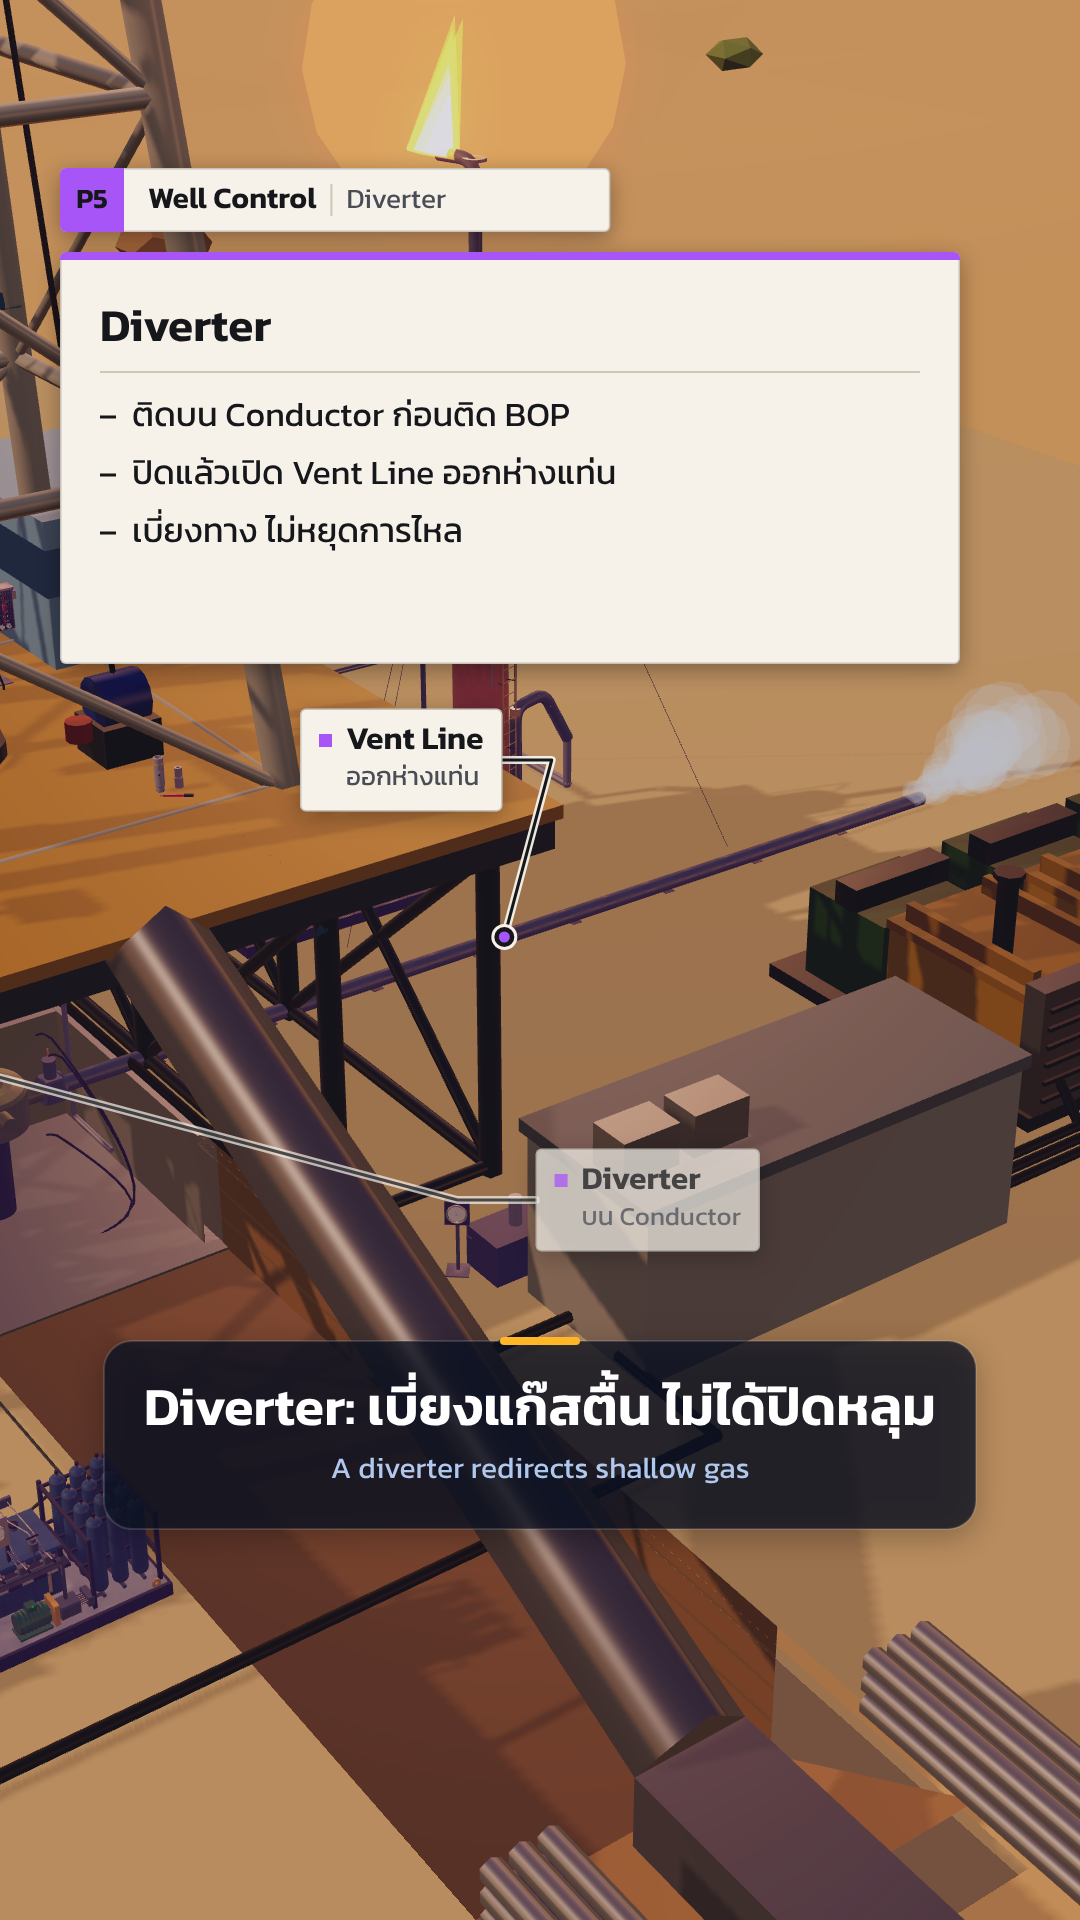 P5 Well Control | Diverter
Diverter
– ติดบน Conductor ก่อนติด BOP
– ปิดแล้วเปิด Vent Line ออกห่างแท่น
– เบี่ยงทาง ไม่หยุดการไหล
Vent Line
ออกห่างแท่น
Diverter
บน Conductor
Diverter: เบี่ยงแก๊สตื้น ไม่ได้ปิดหลุม
A diverter redirects shallow gas